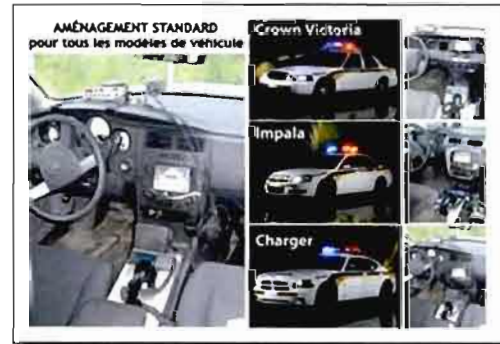 AMÉNAGEMENT STANDARD
pour tous les modèles de véhicule
Crown Victoria
Impala
Charger